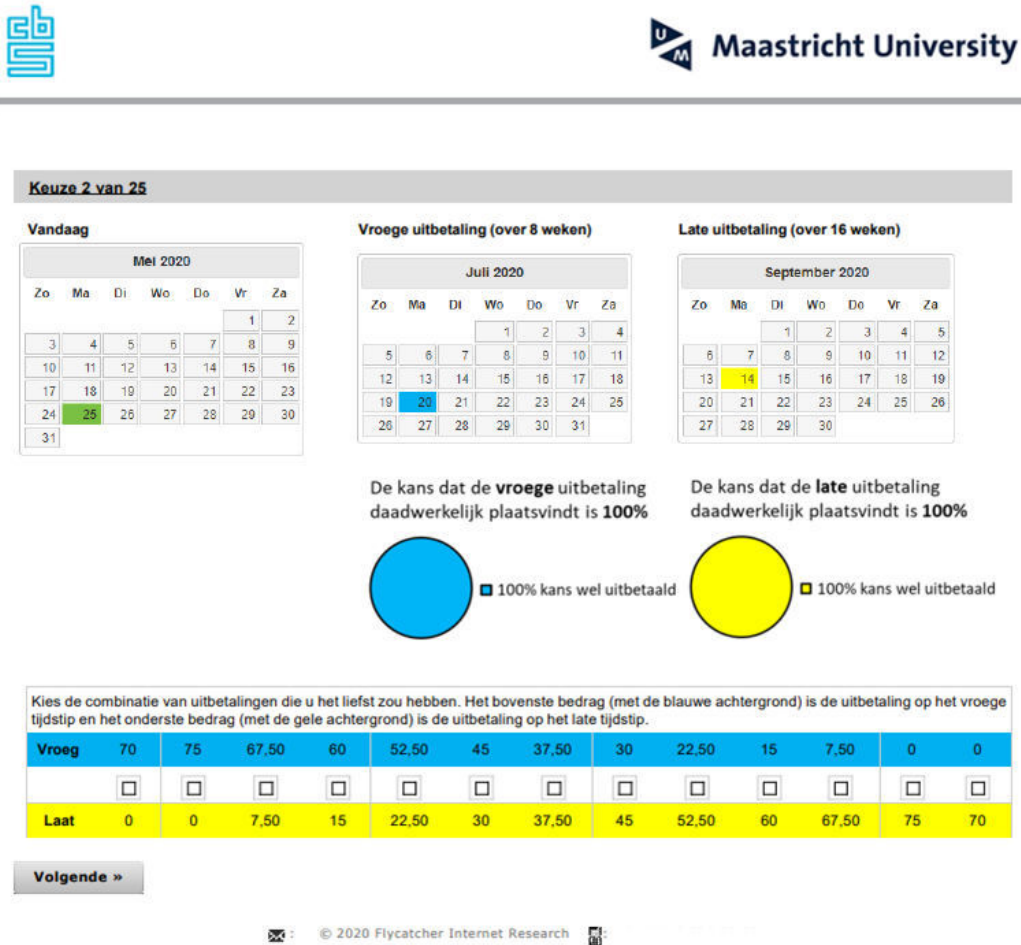 cbs
UM Maastricht University
Keuze 2 van 25
Vandaag
Mei 2020
Zo Ma Di Wo Do Vr Za
1 2
3 4 5 6 7 8 9
10 11 12 13 14 15 16
17 18 19 20 21 22 23
24 25 26 27 28 29 30
31
Vroege uitbetaling (over 8 weken)
Juli 2020
Zo Ma Di Wo Do Vr Za
1 2 3 4
5 6 7 8 9 10 11
12 13 14 15 16 17 18
19 20 21 22 23 24 25
26 27 28 29 30 31
Late uitbetaling (over 16 weken)
September 2020
Zo Ma Di Wo Do Vr Za
1 2 3 4 5
6 7 8 9 10 11 12
13 14 15 16 17 18 19
20 21 22 23 24 25 26
27 28 29 30
De kans dat de vroege uitbetaling
daadwerkelijk plaatsvindt is 100%
100% kans wel uitbetaald
De kans dat de late uitbetaling
daadwerkelijk plaatsvindt is 100%
100% kans wel uitbetaald
Kies de combinatie van uitbetalingen die u het liefst zou hebben. Het bovenste bedrag (met de blauwe achtergrond) is de uitbetaling op het vroege
tijdstip en het onderste bedrag (met de gele achtergrond) is de uitbetaling op het late tijdstip.
Vroeg 70 75 67,50 60 52,50 45 37,50 30 22,50 15 7,50 0 0
Laat 0 0 7,50 15 22,50 30 37,50 45 52,50 60 67,50 75 70
Volgende »
: © 2020 Flycatcher Internet Research :